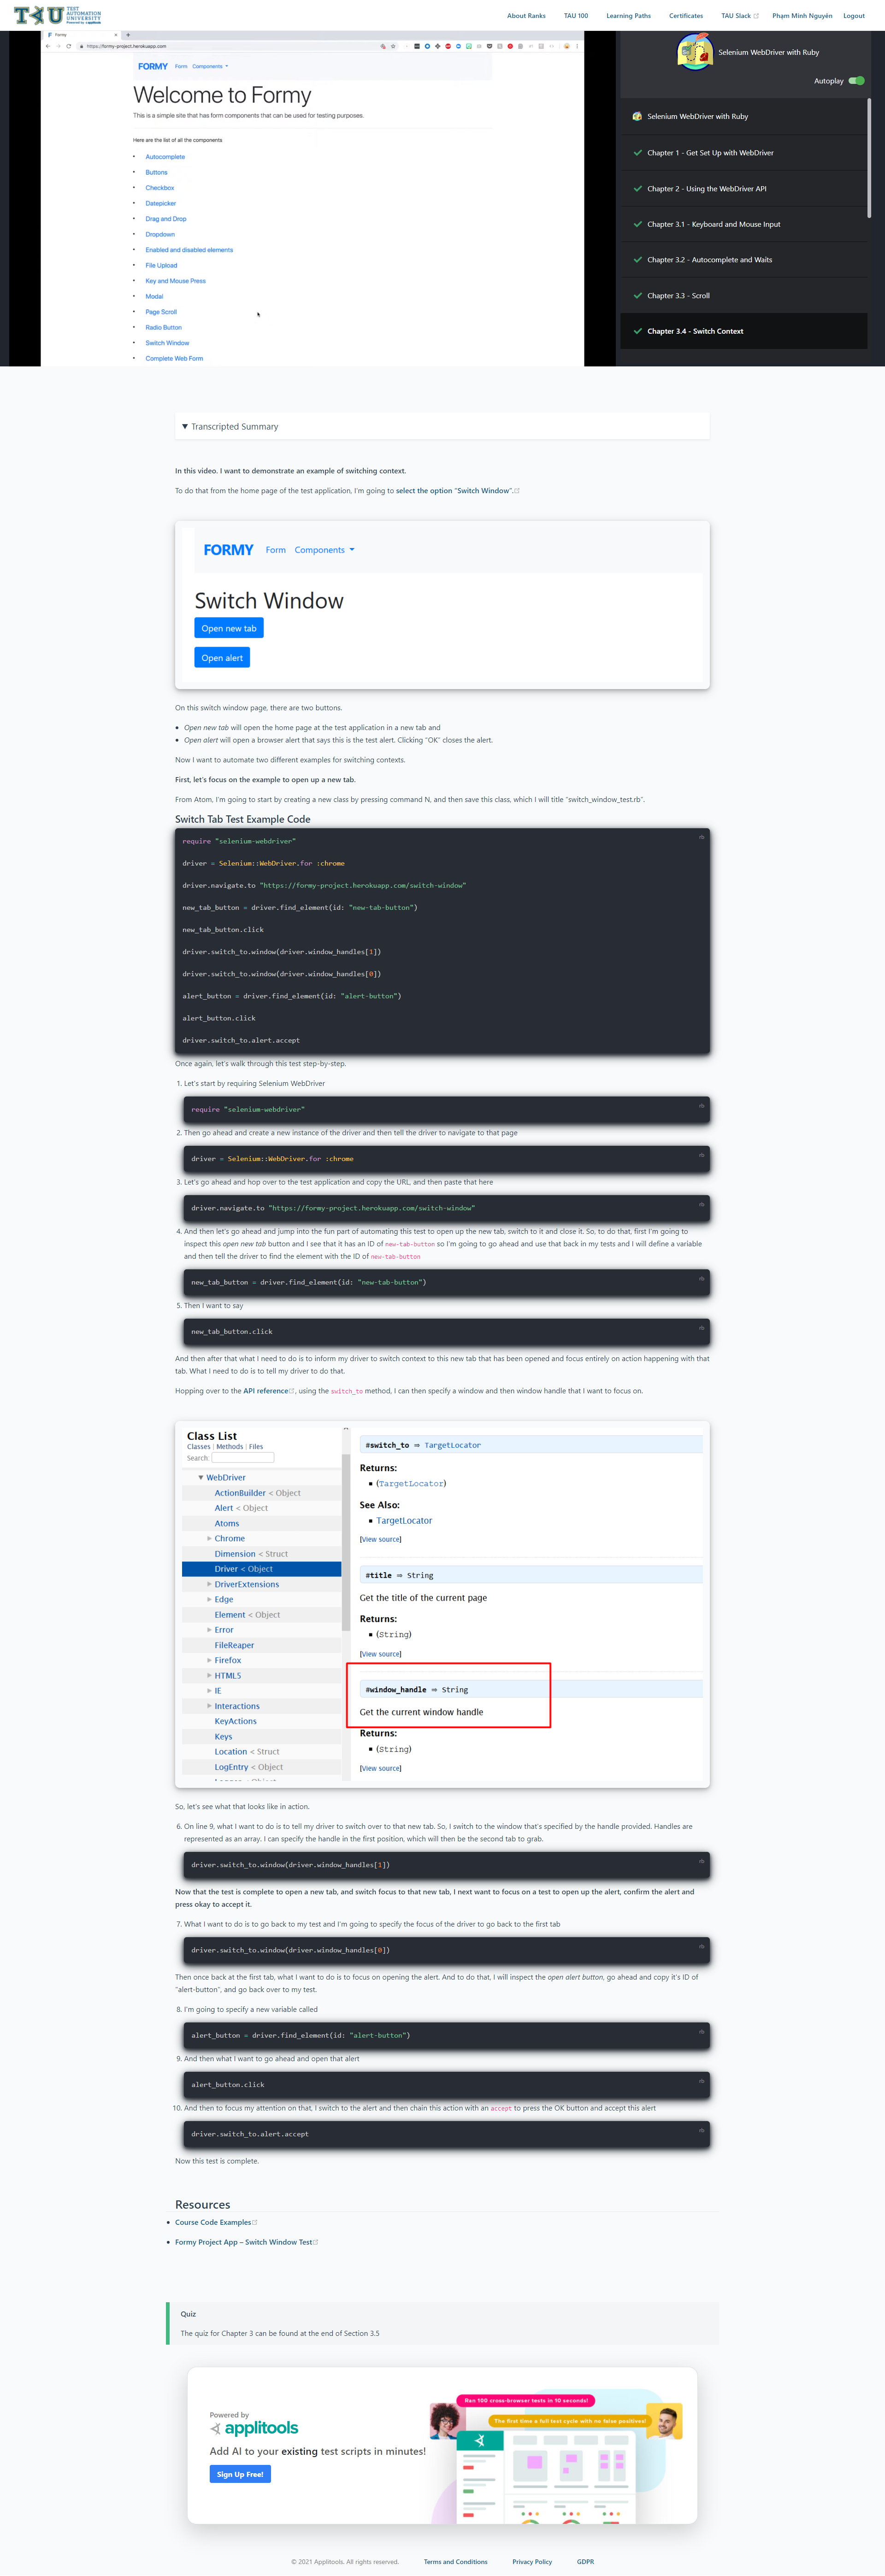 TAU TEST AUTOMATION UNIVERSITY
About Ranks TAU 100 Learning Paths Certificates TAU Slack Phạm Minh Nguyên Logout
Formy
https://formy-project.herokuapp.com
FORMY Form Components
Welcome to Formy
This is a simple site that has form components that can be used for testing purposes.
Here are the list of all the components
Autocomplete
Buttons
Checkbox
Datepicker
Drag and Drop
Dropdown
Enabled and disabled elements
File Upload
Key and Mouse Press
Modal
Page Scroll
Radio Button
Switch Window
Complete Web Form
Selenium WebDriver with Ruby
Autoplay
Selenium WebDriver with Ruby
Chapter 1 - Get Set Up with WebDriver
Chapter 2 - Using the WebDriver API
Chapter 3.1 - Keyboard and Mouse Input
Chapter 3.2 - Autocomplete and Waits
Chapter 3.3 - Scroll
Chapter 3.4 - Switch Context
Transcripted Summary
In this video. I want to demonstrate an example of switching context.
To do that from the home page of the test application, I'm going to select the option "Switch Window".
FORMY Form Components
Switch Window
Open new tab
Open alert
On this switch window page, there are two buttons.
Open new tab will open the home page at the test application in a new tab and
Open alert will open a browser alert that says this is the test alert. Clicking "OK" closes the alert.
Now I want to automate two different examples for switching contexts.
First, let's focus on the example to open up a new tab.
From Atom, I'm going to start by creating a new class by pressing command N, and then save this class, which I will title "switch_window_test.rb".
Switch Tab Test Example Code
rb
require "selenium-webdriver"
driver = Selenium::WebDriver.for :chrome
driver.navigate.to "https://formy-project.herokuapp.com/switch-window"
new_tab_button = driver.find_element(id: "new-tab-button")
new_tab_button.click
driver.switch_to.window(driver.window_handles[1])
driver.switch_to.window(driver.window_handles[0])
alert_button = driver.find_element(id: "alert-button")
alert_button.click
driver.switch_to.alert.accept
Once again, let's walk through this test step-by-step.
1. Let's start by requiring Selenium WebDriver
rb
require "selenium-webdriver"
2. Then go ahead and create a new instance of the driver and then tell the driver to navigate to that page
rb
driver = Selenium::WebDriver.for :chrome
3. Let's go ahead and hop over to the test application and copy the URL, and then paste that here
rb
driver.navigate.to "https://formy-project.herokuapp.com/switch-window"
4. And then let's go ahead and jump into the fun part of automating this test to open up the new tab, switch to it and close it. So, to do that, first I'm going to
inspect this open new tab button and I see that it has an ID of new-tab-button so I'm going to go ahead and use that back in my tests and I will define a variable
and then tell the driver to find the element with the ID of new-tab-button
rb
new_tab_button = driver.find_element(id: "new-tab-button")
5. Then I want to say
rb
new_tab_button.click
And then after that what I need to do is to inform my driver to switch context to this new tab that has been opened and focus entirely on action happening with that
tab. What I need to do is to tell my driver to do that.
Hopping over to the API reference, using the switch_to method, I can then specify a window and then window handle that I want to focus on.
Class List
Classes | Methods | Files
Search:
WebDriver
ActionBuilder < Object
Alert < Object
Atoms
Chrome
Dimension < Struct
Driver < Object
DriverExtensions
Edge
Element < Object
Error
FileReaper
Firefox
HTML5
IE
Interactions
KeyActions
Keys
Location < Struct
LogEntry < Object
#switch_to ⇒ TargetLocator
Returns:
(TargetLocator)
See Also:
TargetLocator
[View source]
#title ⇒ String
Get the title of the current page
Returns:
(String)
[View source]
#window_handle ⇒ String
Get the current window handle
Returns:
(String)
[View source]
So, let's see what that looks like in action.
6. On line 9, what I want to do is to tell my driver to switch over to that new tab. So, I switch to the window that's specified by the handle provided. Handles are
represented as an array. I can specify the handle in the first position, which will then be the second tab to grab.
rb
driver.switch_to.window(driver.window_handles[1])
Now that the test is complete to open a new tab, and switch focus to that new tab, I next want to focus on a test to open up the alert, confirm the alert and
press okay to accept it.
7. What I want to do is to go back to my test and I'm going to specify the focus of the driver to go back to the first tab
rb
driver.switch_to.window(driver.window_handles[0])
Then once back at the first tab, what I want to do is to focus on opening the alert. And to do that, I will inspect the open alert button, go ahead and copy it's ID of
"alert-button", and go back over to my test.
8. I'm going to specify a new variable called
rb
alert_button = driver.find_element(id: "alert-button")
9. And then what I want to go ahead and open that alert
rb
alert_button.click
10. And then to focus my attention on that, I switch to the alert and then chain this action with an accept to press the OK button and accept this alert
rb
driver.switch_to.alert.accept
Now this test is complete.
Resources
Course Code Examples
Formy Project App – Switch Window Test
Quiz
The quiz for Chapter 3 can be found at the end of Section 3.5
Powered by
applitools
Add AI to your existing test scripts in minutes!
Sign Up Free!
Ran 100 cross-browser tests in 10 seconds!
The first time a full test cycle with no false positives!
© 2021 Applitools. All rights reserved. Terms and Conditions Privacy Policy GDPR